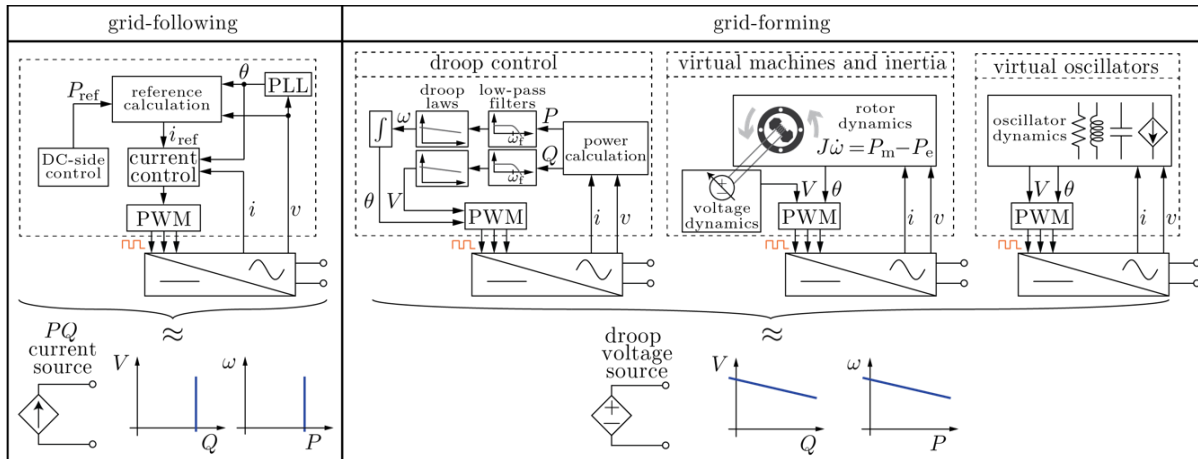 grid-following
grid-forming
P_ref
reference
calculation
θ
PLL
i_ref
DC-side
control
current
control
PWM
i
v
droop control
droop
laws
low-pass
filters
∫
ω
P
ω_f
power
calculation
Q
ω_f
V
θ
PWM
i
v
virtual machines and inertia
rotor
dynamics
Jω̇ = P_m − P_e
voltage
dynamics
V
θ
PWM
i
v
virtual oscillators
oscillator
dynamics
V
θ
PWM
i
v
≈
PQ
current
source
V
Q
ω
P
≈
droop
voltage
source
V
Q
ω
P